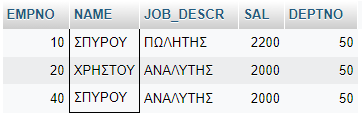 EMPNO NAME JOB_DESCR SAL DEPTNO
10 ΣΠΥΡΟΥ ΠΩΛΗΤΗΣ 2200 50
20 ΧΡΗΣΤΟΥ ΑΝΑΛΥΤΗΣ 2000 50
40 ΣΠΥΡΟΥ ΑΝΑΛΥΤΗΣ 2000 50